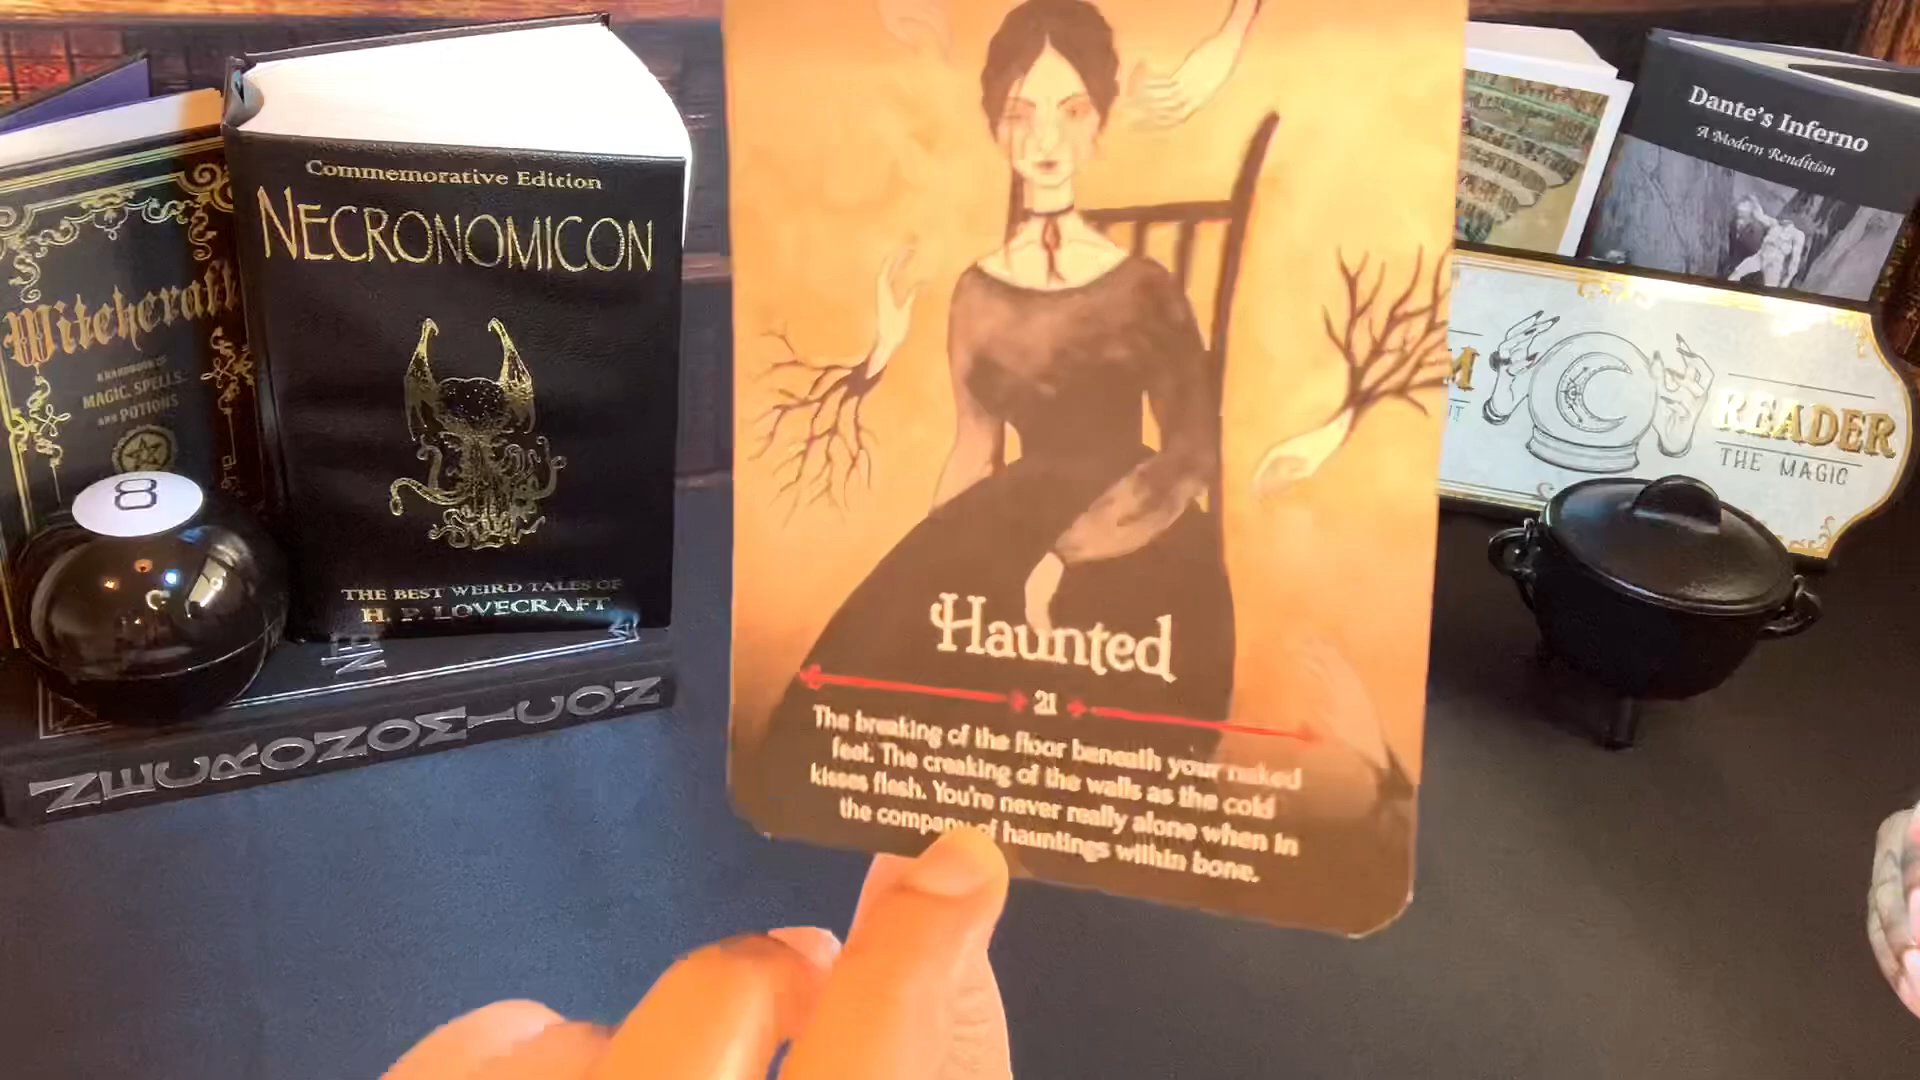 Witchcraft
A HANDBOOK OF
MAGIC, SPELLS,
AND POTIONS
8
Commemorative Edition
NECRONOMICON
THE BEST WEIRD TALES OF
H. P. LOVECRAFT
NECRONOMICON
Haunted
21
The breaking of the floor beneath your naked
feet. The creaking of the walls as the cold
kisses flesh. You're never really alone when in
the company of hauntings within bone.
Dante's Inferno
A Modern Rendition
M
IT
READER
THE MAGIC